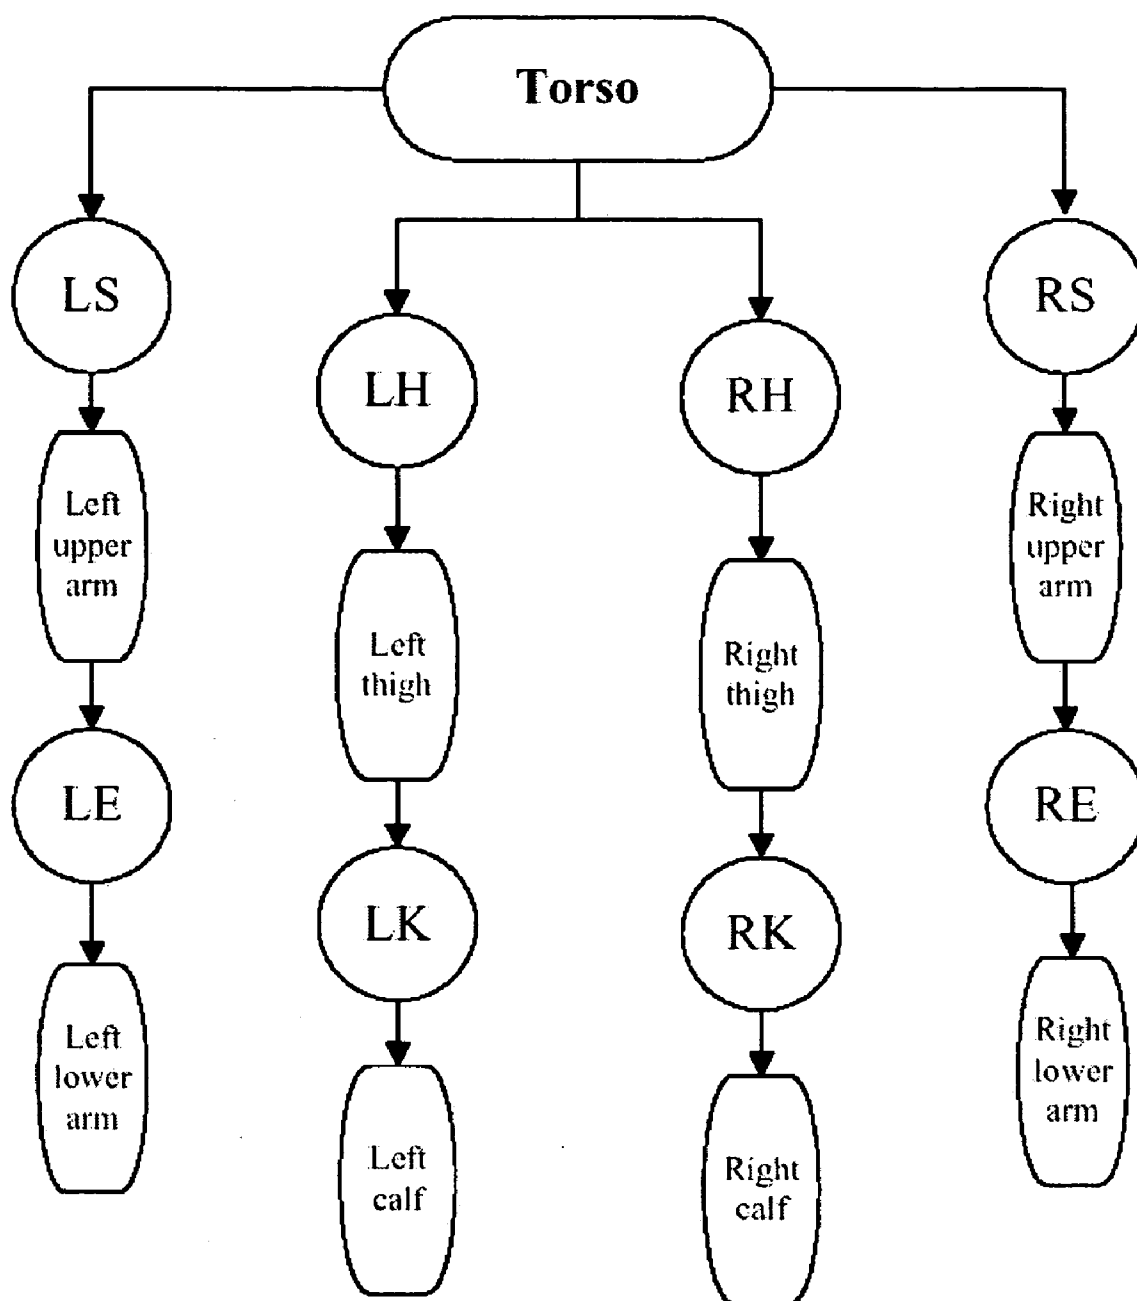 Torso
LS
RS
LH
RH
Left
upper
arm
Right
upper
arm
Left
thigh
Right
thigh
LE
RE
LK
RK
Left
lower
arm
Right
lower
arm
Left
calf
Right
calf